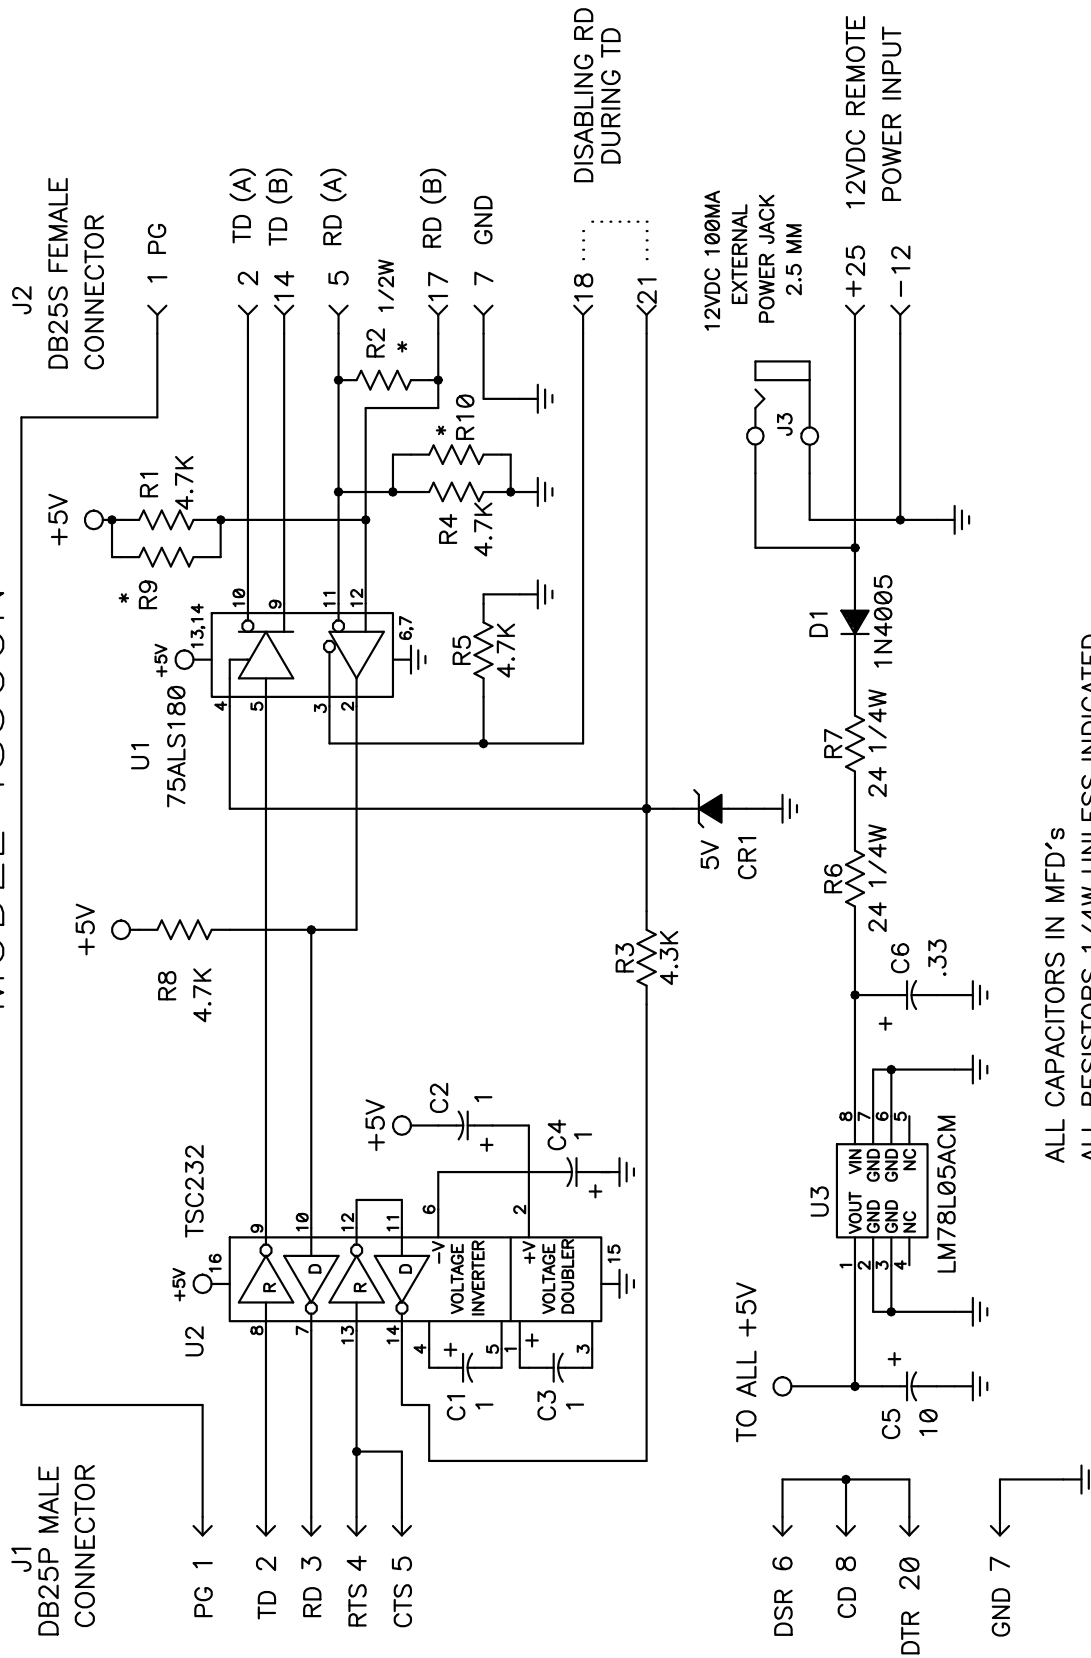 J2
DB25S FEMALE
CONNECTOR
1 PG
2 TD (A)
14 TD (B)
5 RD (A)
R2 1/2W
*
17 RD (B)
7 GND
18
21
DISABLING RD
DURING TD
12VDC 100MA
EXTERNAL
POWER JACK
2.5 MM
J3
+25
-12
12VDC REMOTE
POWER INPUT
+5V
R1
4.7K
*
R9
*
R10
R4
4.7K
R5
4.7K
U1
75ALS180
+5V
13,14
10
9
11
12
6,7
4
5
3
2
+5V
R8
4.7K
R3
4.3K
5V
CR1
D1
1N4005
R7
24 1/4W
R6
24 1/4W
C6
.33
+
U2
TSC232
+5V
16
8
9
R
7
10
D
13
12
R
14
11
D
4
5
1
3
6
2
15
-V
VOLTAGE
INVERTER
+V
VOLTAGE
DOUBLER
+5V
C2
1
+
C4
1
+
C1
1
+
C3
1
+
U3
LM78L05ACM
1 VOUT VIN 8
2 GND GND 7
3 GND GND 6
4 NC NC 5
TO ALL +5V
C5
10
+
J1
DB25P MALE
CONNECTOR
PG 1
TD 2
RD 3
RTS 4
CTS 5
DSR 6
CD 8
DTR 20
GND 7
ALL CAPACITORS IN MFD's
ALL RESISTORS 1/4W UNLESS INDICATED